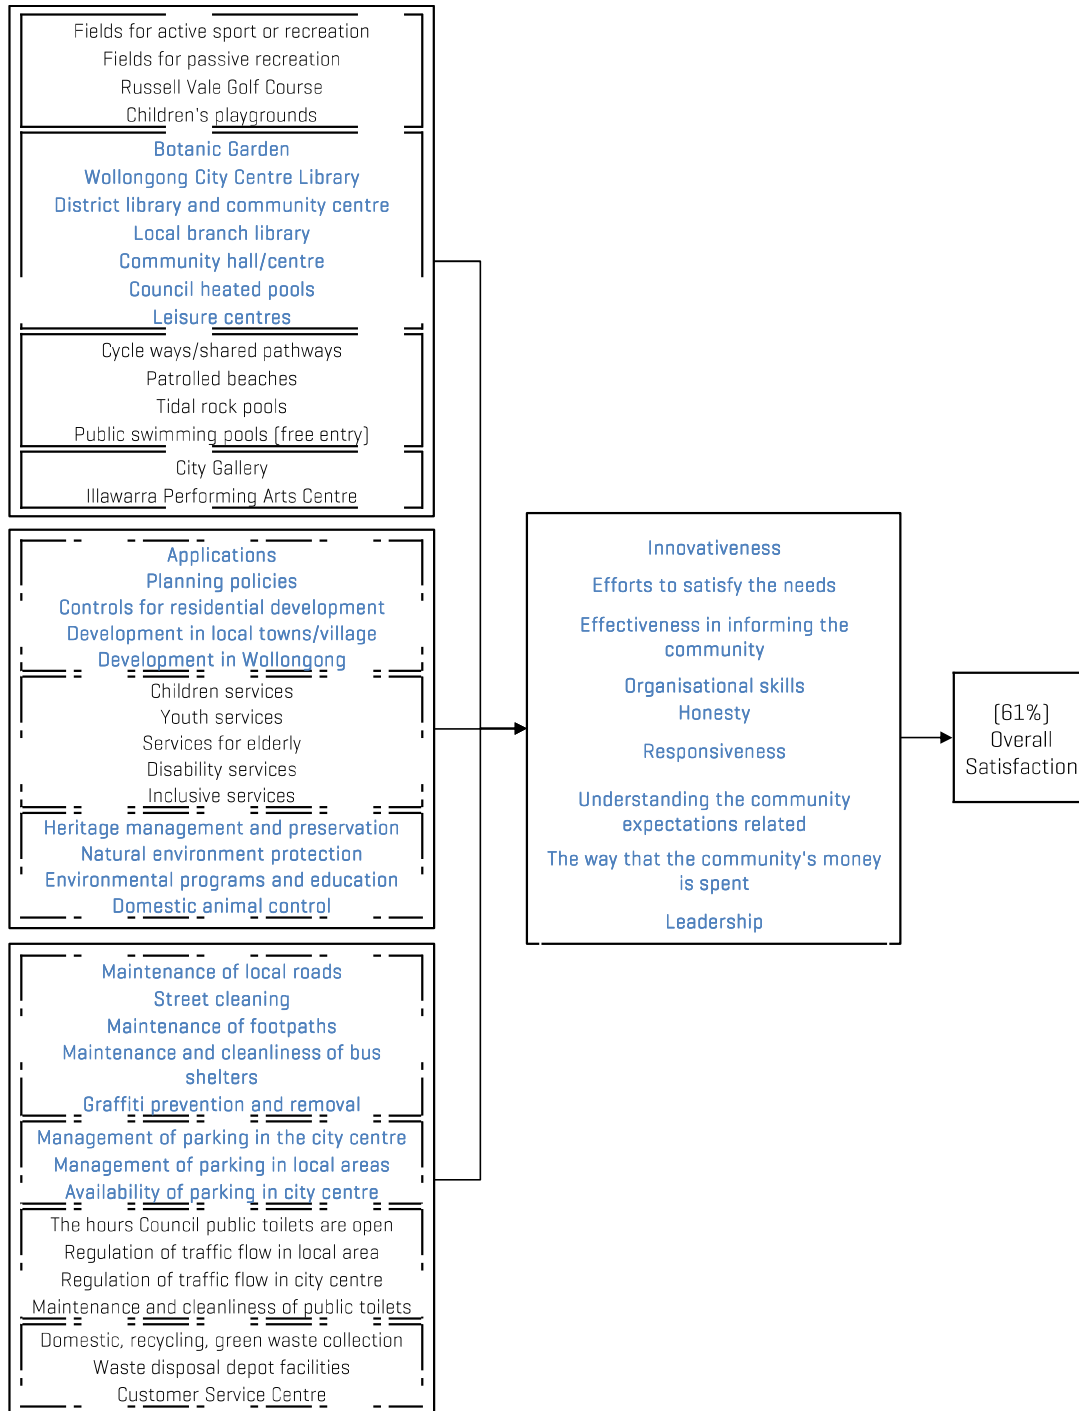 Fields for active sport or recreation
Fields for passive recreation
Russell Vale Golf Course
Children's playgrounds
Botanic Garden
Wollongong City Centre Library
District library and community centre
Local branch library
Community hall/centre
Council heated pools
Leisure centres
Cycle ways/shared pathways
Patrolled beaches
Tidal rock pools
Public swimming pools (free entry)
City Gallery
Illawarra Performing Arts Centre
Applications
Planning policies
Controls for residential development
Development in local towns/village
Development in Wollongong
Children services
Youth services
Services for elderly
Disability services
Inclusive services
Heritage management and preservation
Natural environment protection
Environmental programs and education
Domestic animal control
Maintenance of local roads
Street cleaning
Maintenance of footpaths
Maintenance and cleanliness of bus
shelters
Graffiti prevention and removal
Management of parking in the city centre
Management of parking in local areas
Availability of parking in city centre
The hours Council public toilets are open
Regulation of traffic flow in local area
Regulation of traffic flow in city centre
Maintenance and cleanliness of public toilets
Domestic, recycling, green waste collection
Waste disposal depot facilities
Customer Service Centre
Innovativeness
Efforts to satisfy the needs
Effectiveness in informing the
community
Organisational skills
Honesty
Responsiveness
Understanding the community
expectations related
The way that the community's money
is spent
Leadership
(61%)
Overall
Satisfaction